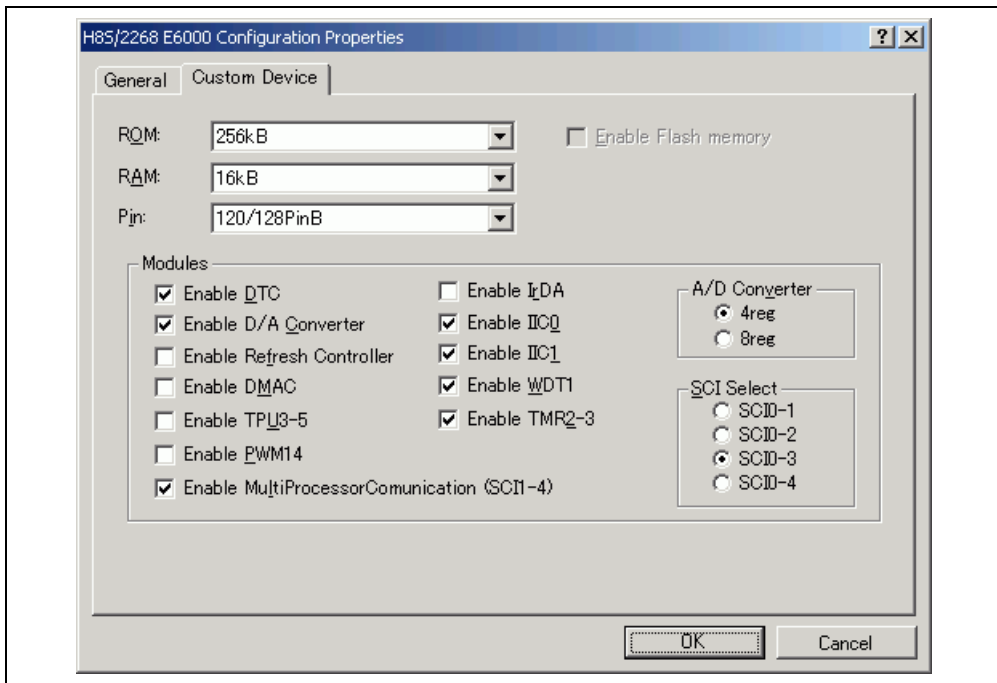 H8S/2268 E6000 Configuration Properties
General
Custom Device
ROM:
256kB
Enable Flash memory
RAM:
16kB
Pin:
120/128PinB
Modules
Enable DTC
Enable D/A Converter
Enable Refresh Controller
Enable DMAC
Enable TPU3-5
Enable PWM14
Enable MultiProcessorComunication (SCI1-4)
Enable IrDA
Enable IIC0
Enable IIC1
Enable WDT1
Enable TMR2-3
A/D Converter
4reg
8reg
SCI Select
SCI0-1
SCI0-2
SCI0-3
SCI0-4
OK
Cancel